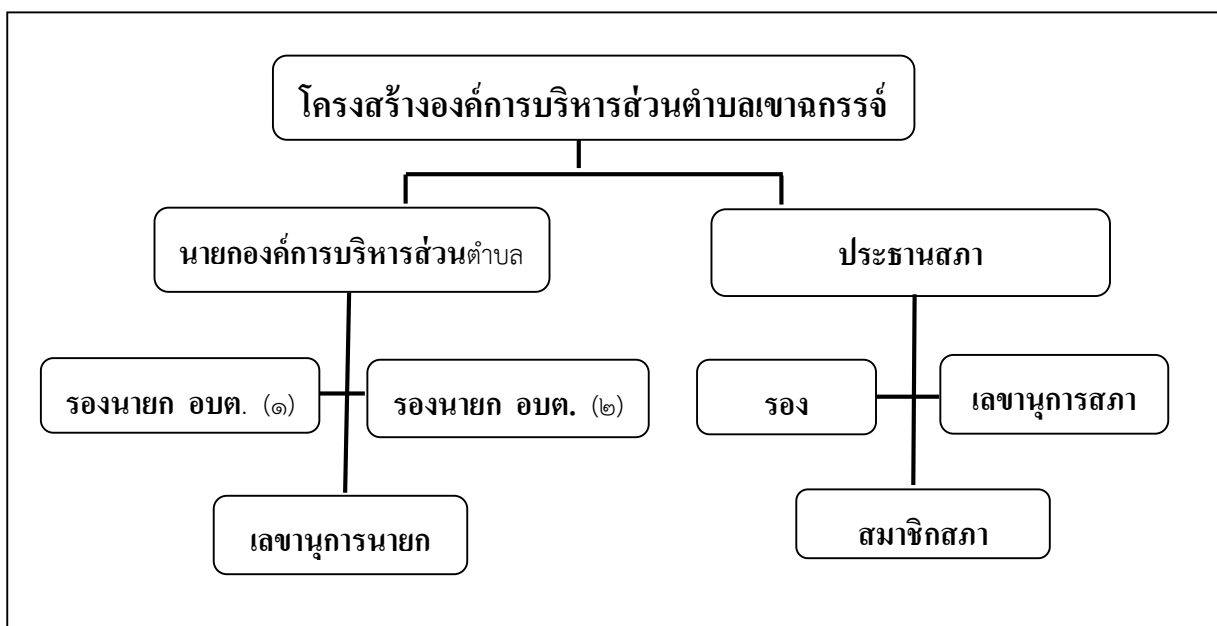 โครงสร้างองค์การบริหารส่วนตำบลเขาฉกรรจ์
นายกองค์การบริหารส่วนตำบล
ประธานสภา
รองนายก อบต. (๑)
รองนายก อบต. (๒)
รอง
เลขานุการสภา
เลขานุการนายก
สมาชิกสภา